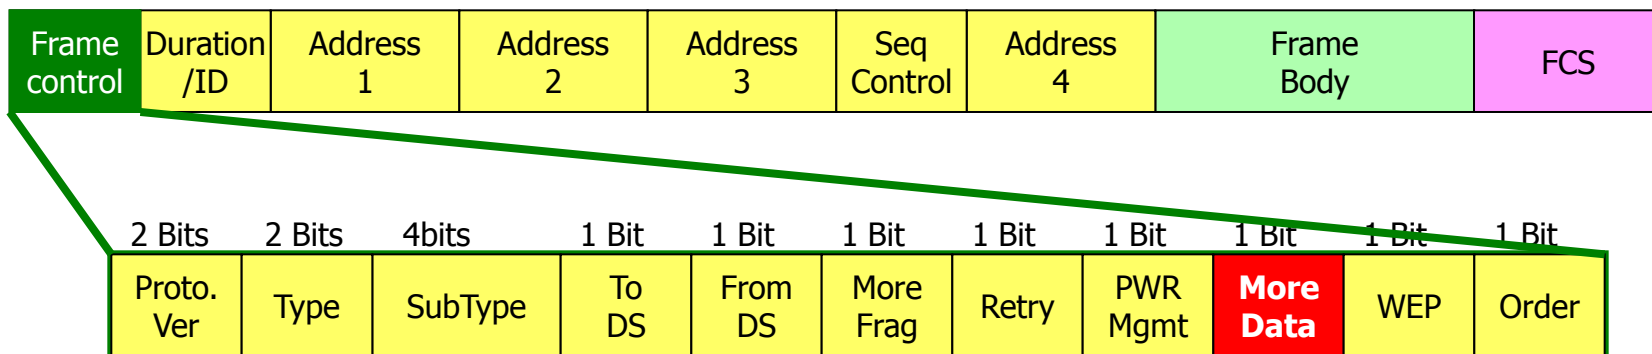 Frame control
Duration /ID
Address 1
Address 2
Address 3
Seq Control
Address 4
Frame Body
FCS
2 Bits 2 Bits 4bits 1 Bit 1 Bit 1 Bit 1 Bit 1 Bit 1 Bit 1 Bit 1 Bit
Proto. Ver
Type
SubType
To DS
From DS
More Frag
Retry
PWR Mgmt
More Data
WEP
Order